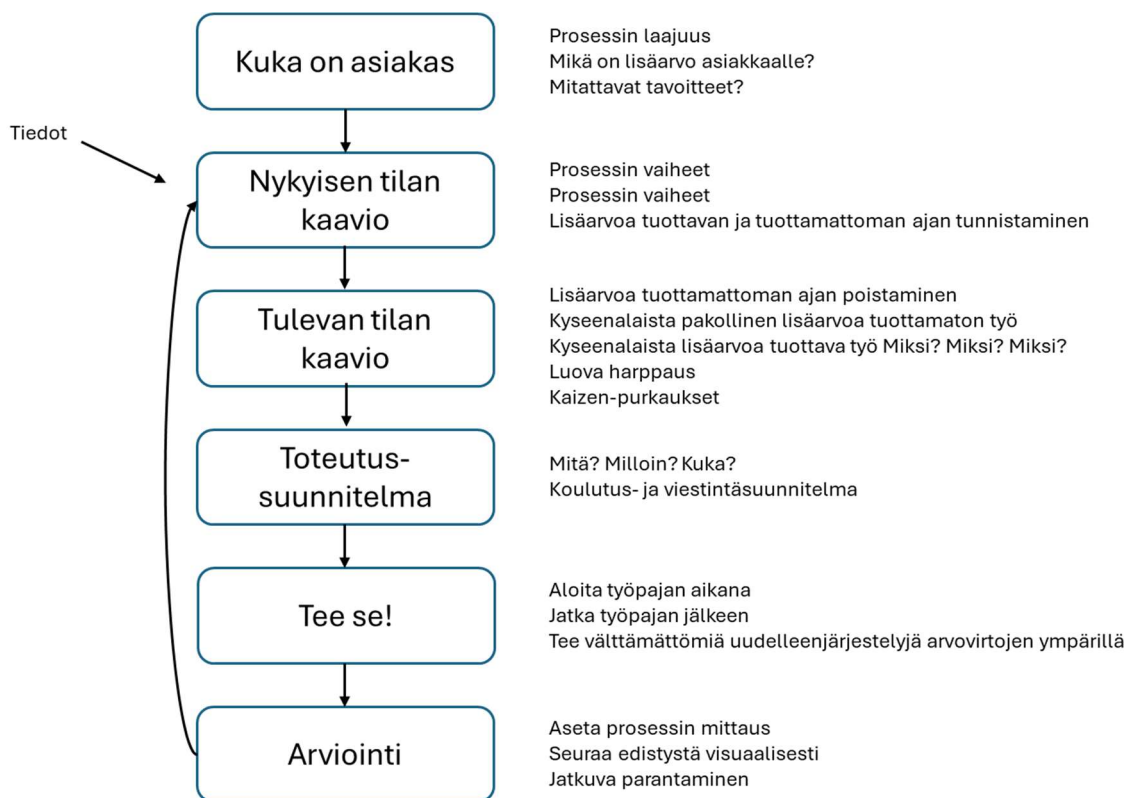 Kuka on asiakas
Prosessin laajuus
Mikä on lisäarvo asiakkaalle?
Mitattavat tavoitteet?
Tiedot
Nykyisen tilan
kaavio
Prosessin vaiheet
Prosessin vaiheet
Lisäarvoa tuottavan ja tuottamattoman ajan tunnistaminen
Tulevan tilan
kaavio
Lisäarvoa tuottamattoman ajan poistaminen
Kyseenalaista pakollinen lisäarvoa tuottamaton työ
Kyseenalaista lisäarvoa tuottava työ Miksi? Miksi? Miksi?
Luova harppaus
Kaizen-purkaukset
Toteutus-
suunnitelma
Mitä? Milloin? Kuka?
Koulutus- ja viestintäsuunnitelma
Tee se!
Aloita työpajan aikana
Jatka työpajan jälkeen
Tee välttämättömiä uudelleenjärjestelyjä arvovirtojen ympärillä
Arviointi
Aseta prosessin mittaus
Seuraa edistystä visuaalisesti
Jatkuva parantaminen